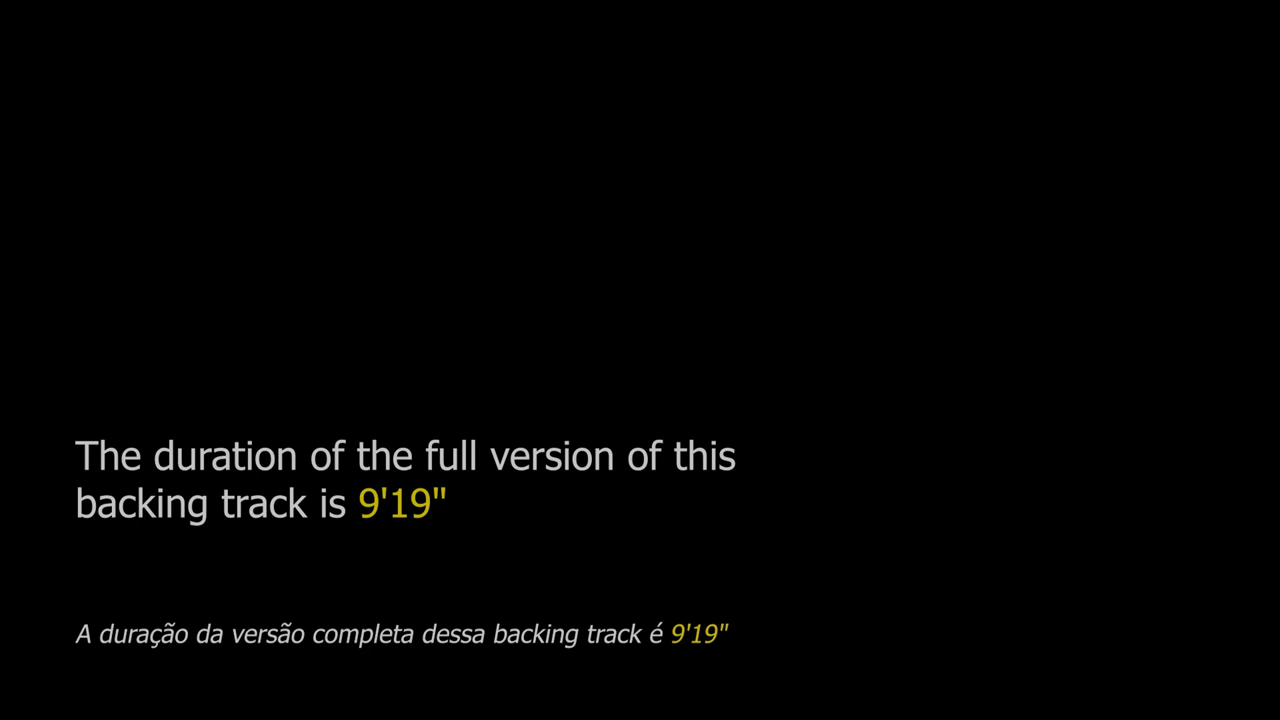 The duration of the full version of this
backing track is 9'19"
A duração da versão completa dessa backing track é 9'19"